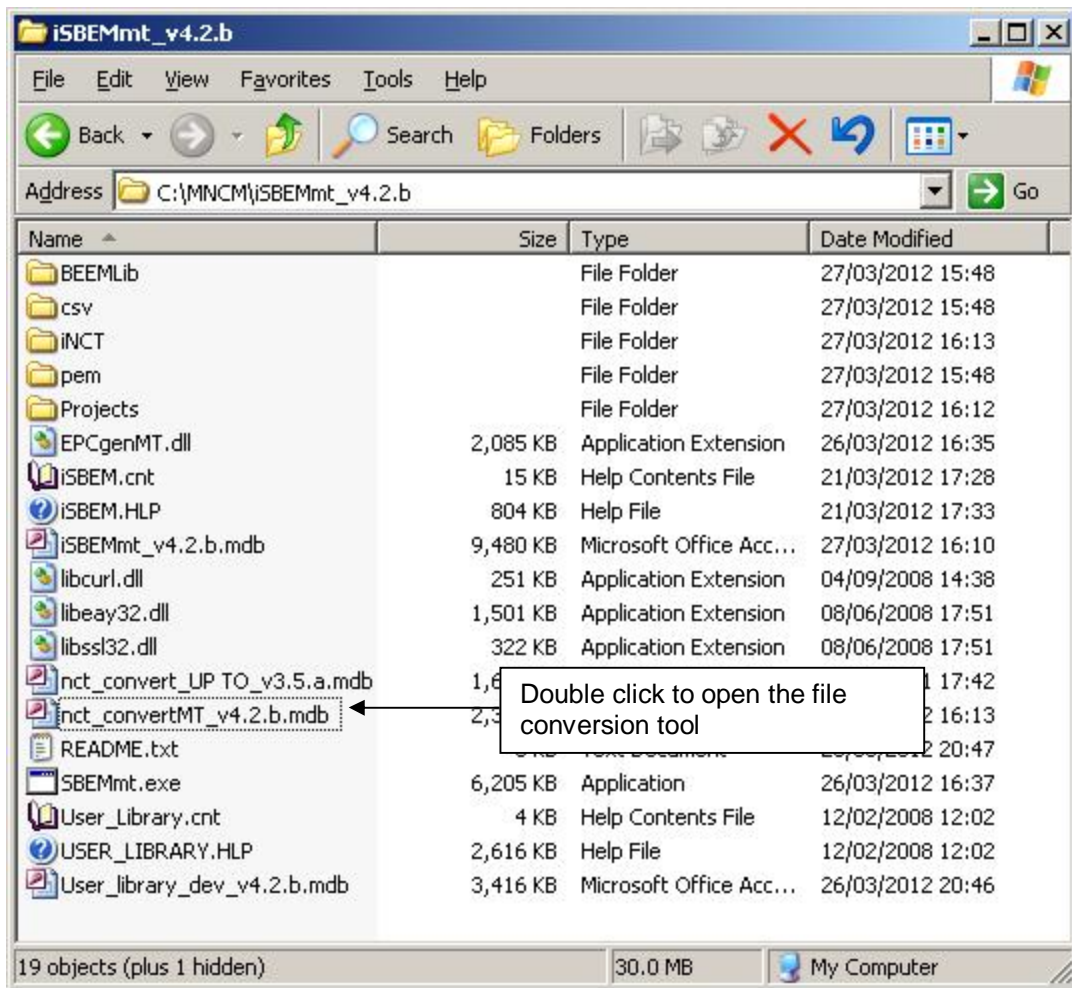 iSBEMmt_v4.2.b
File Edit View Favorites Tools Help
Back Search Folders
Address C:\MNCM\iSBEMmt_v4.2.b Go
Name Size Type Date Modified
BEEMLib File Folder 27/03/2012 15:48
csv File Folder 27/03/2012 15:48
iNCT File Folder 27/03/2012 16:13
pem File Folder 27/03/2012 15:48
Projects File Folder 27/03/2012 16:12
EPCgenMT.dll 2,085 KB Application Extension 26/03/2012 16:35
iSBEM.cnt 15 KB Help Contents File 21/03/2012 17:28
iSBEM.HLP 804 KB Help File 21/03/2012 17:33
iSBEMmt_v4.2.b.mdb 9,480 KB Microsoft Office Acc... 27/03/2012 16:10
libcurl.dll 251 KB Application Extension 04/09/2008 14:38
libeay32.dll 1,501 KB Application Extension 08/06/2008 17:51
libssl32.dll 322 KB Application Extension 08/06/2008 17:51
nct_convert_UP TO_v3.5.a.mdb 17:42
nct_convertMT_v4.2.b.mdb 16:13
Double click to open the file
conversion tool
README.txt 20:47
SBEMmt.exe 6,205 KB Application 26/03/2012 16:37
User_Library.cnt 4 KB Help Contents File 12/02/2008 12:02
USER_LIBRARY.HLP 2,616 KB Help File 12/02/2008 12:02
User_library_dev_v4.2.b.mdb 3,416 KB Microsoft Office Acc... 26/03/2012 20:46
19 objects (plus 1 hidden) 30.0 MB My Computer